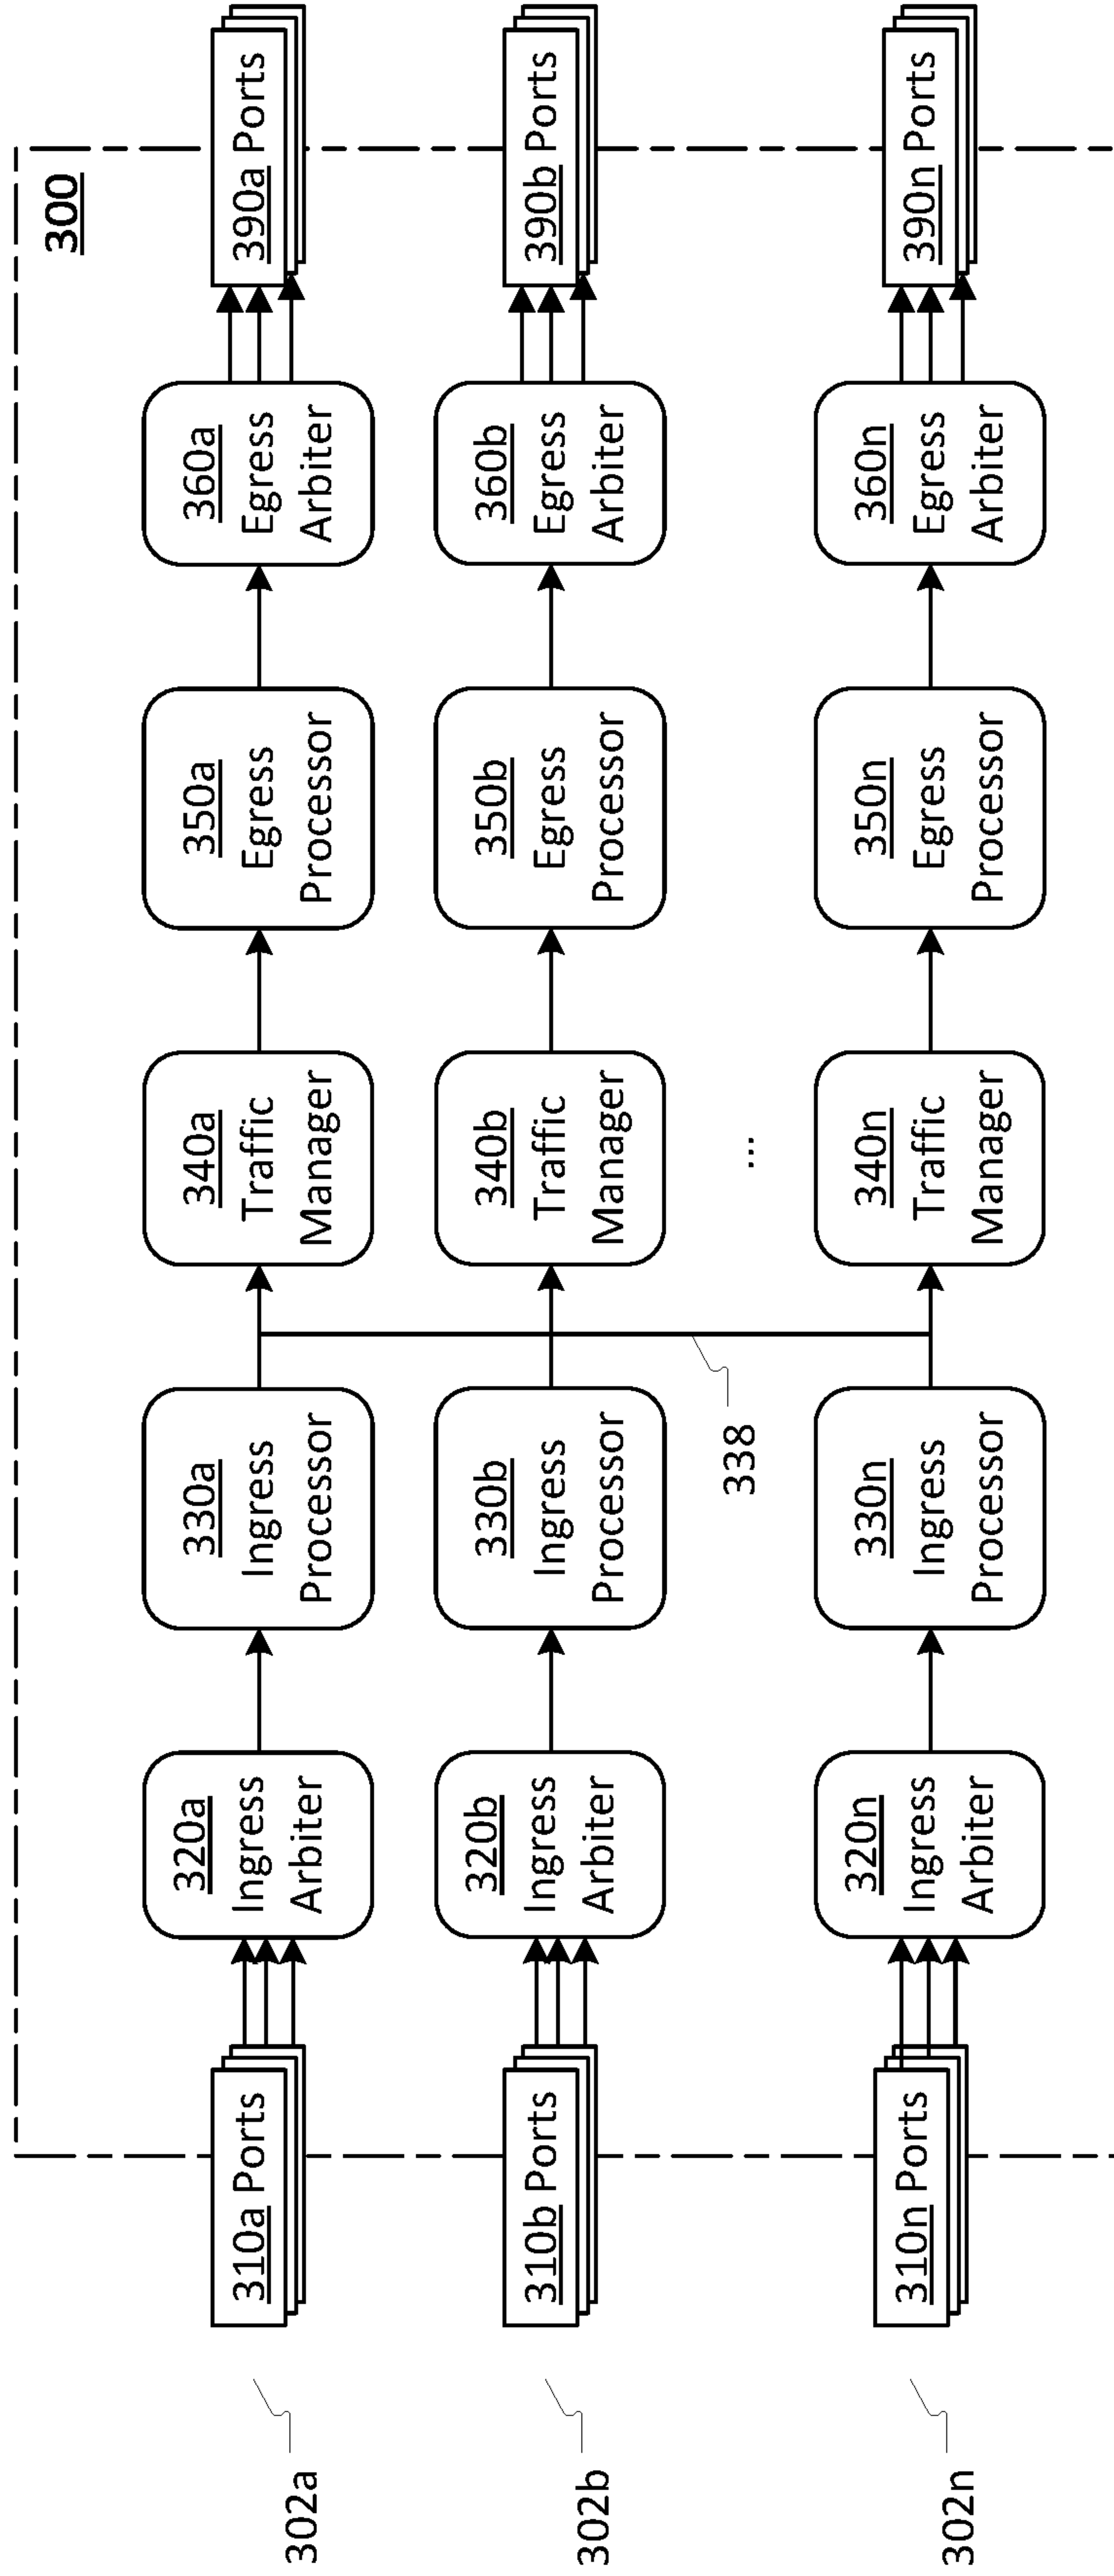 300
302a
310a Ports
320a
Ingress
Arbiter
330a
Ingress
Processor
340a
Traffic
Manager
350a
Egress
Processor
360a
Egress
Arbiter
390a Ports
302b
310b Ports
320b
Ingress
Arbiter
330b
Ingress
Processor
340b
Traffic
Manager
350b
Egress
Processor
360b
Egress
Arbiter
390b Ports
338
...
302n
310n Ports
320n
Ingress
Arbiter
330n
Ingress
Processor
340n
Traffic
Manager
350n
Egress
Processor
360n
Egress
Arbiter
390n Ports